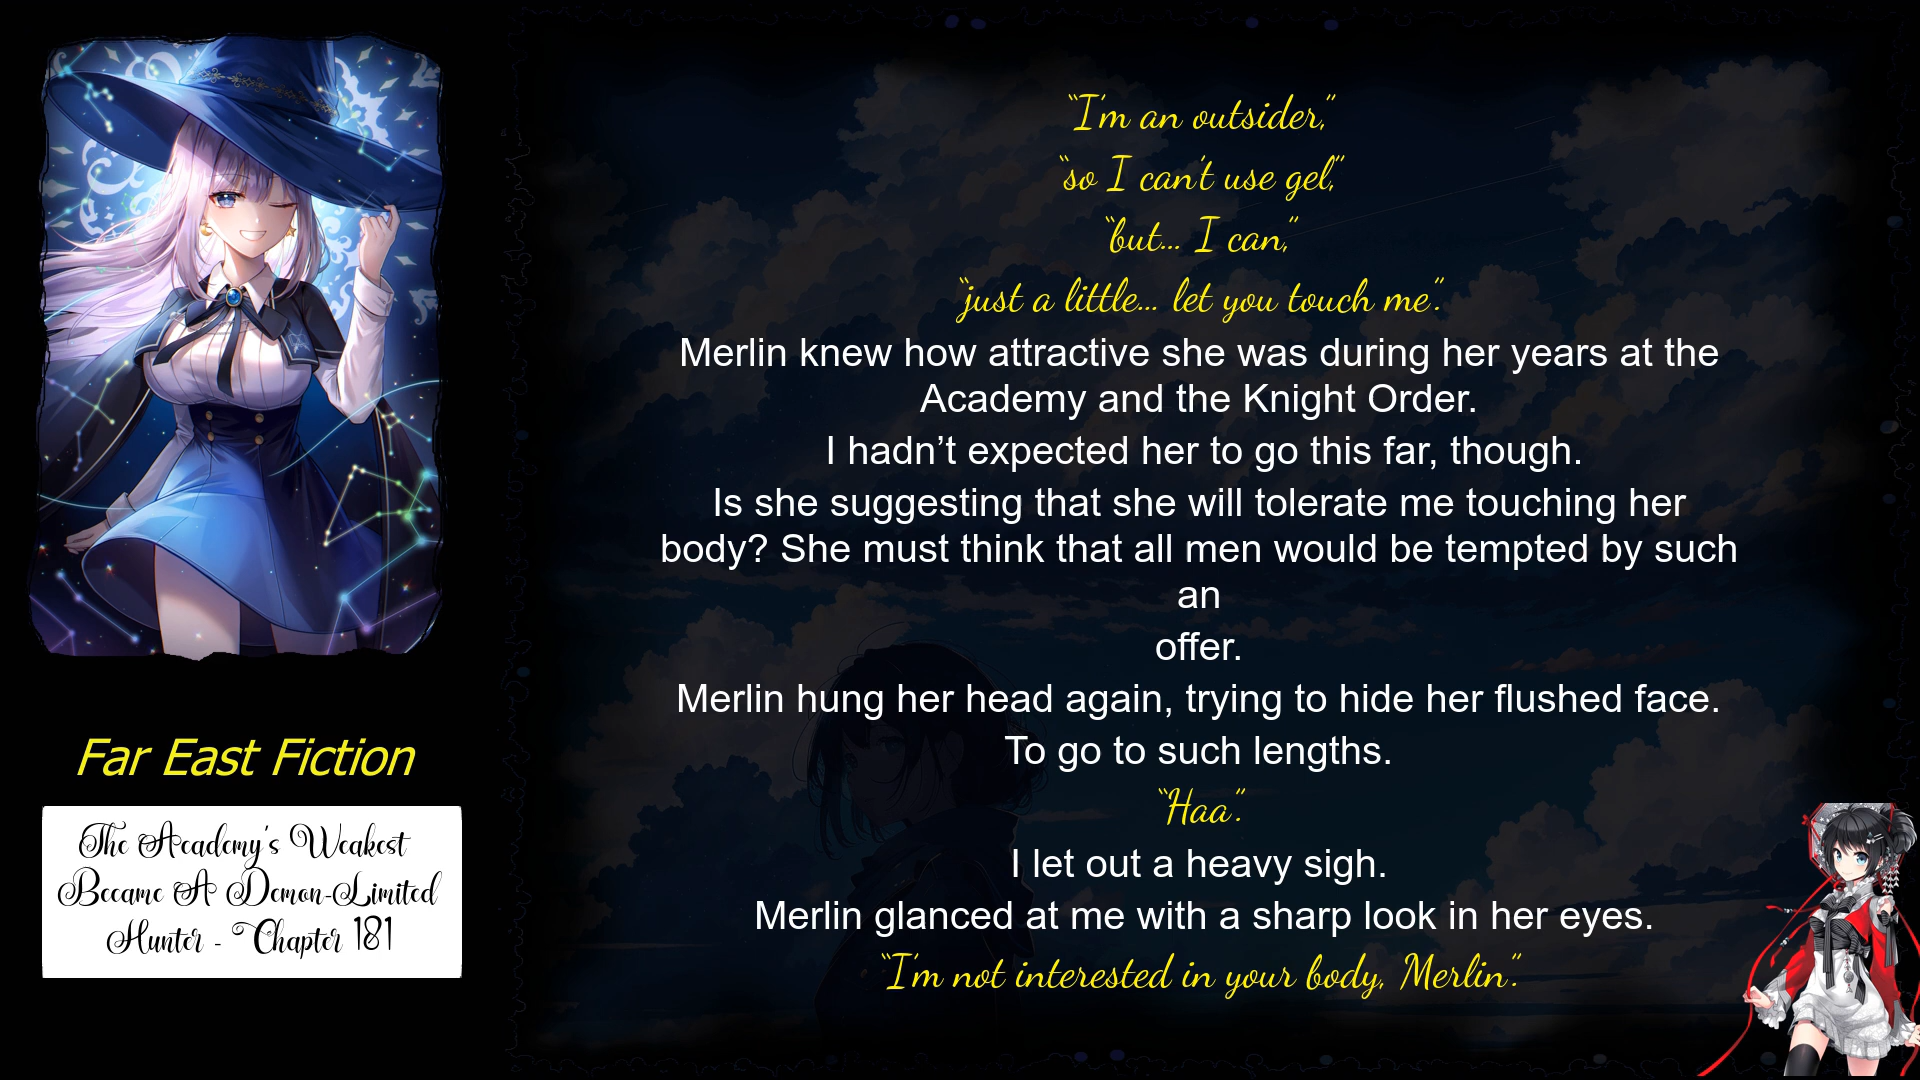 “I’m an outsider,”
“so I can’t use gel,”
“but... I can,”
“just a little... let you touch me”.
Merlin knew how attractive she was during her years at the
Academy and the Knight Order.
I hadn’t expected her to go this far, though.
Is she suggesting that she will tolerate me touching her
body? She must think that all men would be tempted by such
an
offer.
Merlin hung her head again, trying to hide her flushed face.
To go to such lengths.
“Haa”.
I let out a heavy sigh.
Merlin glanced at me with a sharp look in her eyes.
“I’m not interested in your body, Merlin”.
Far East Fiction
The Academy's Weakest
Became A Demon-Limited
Hunter - Chapter 181